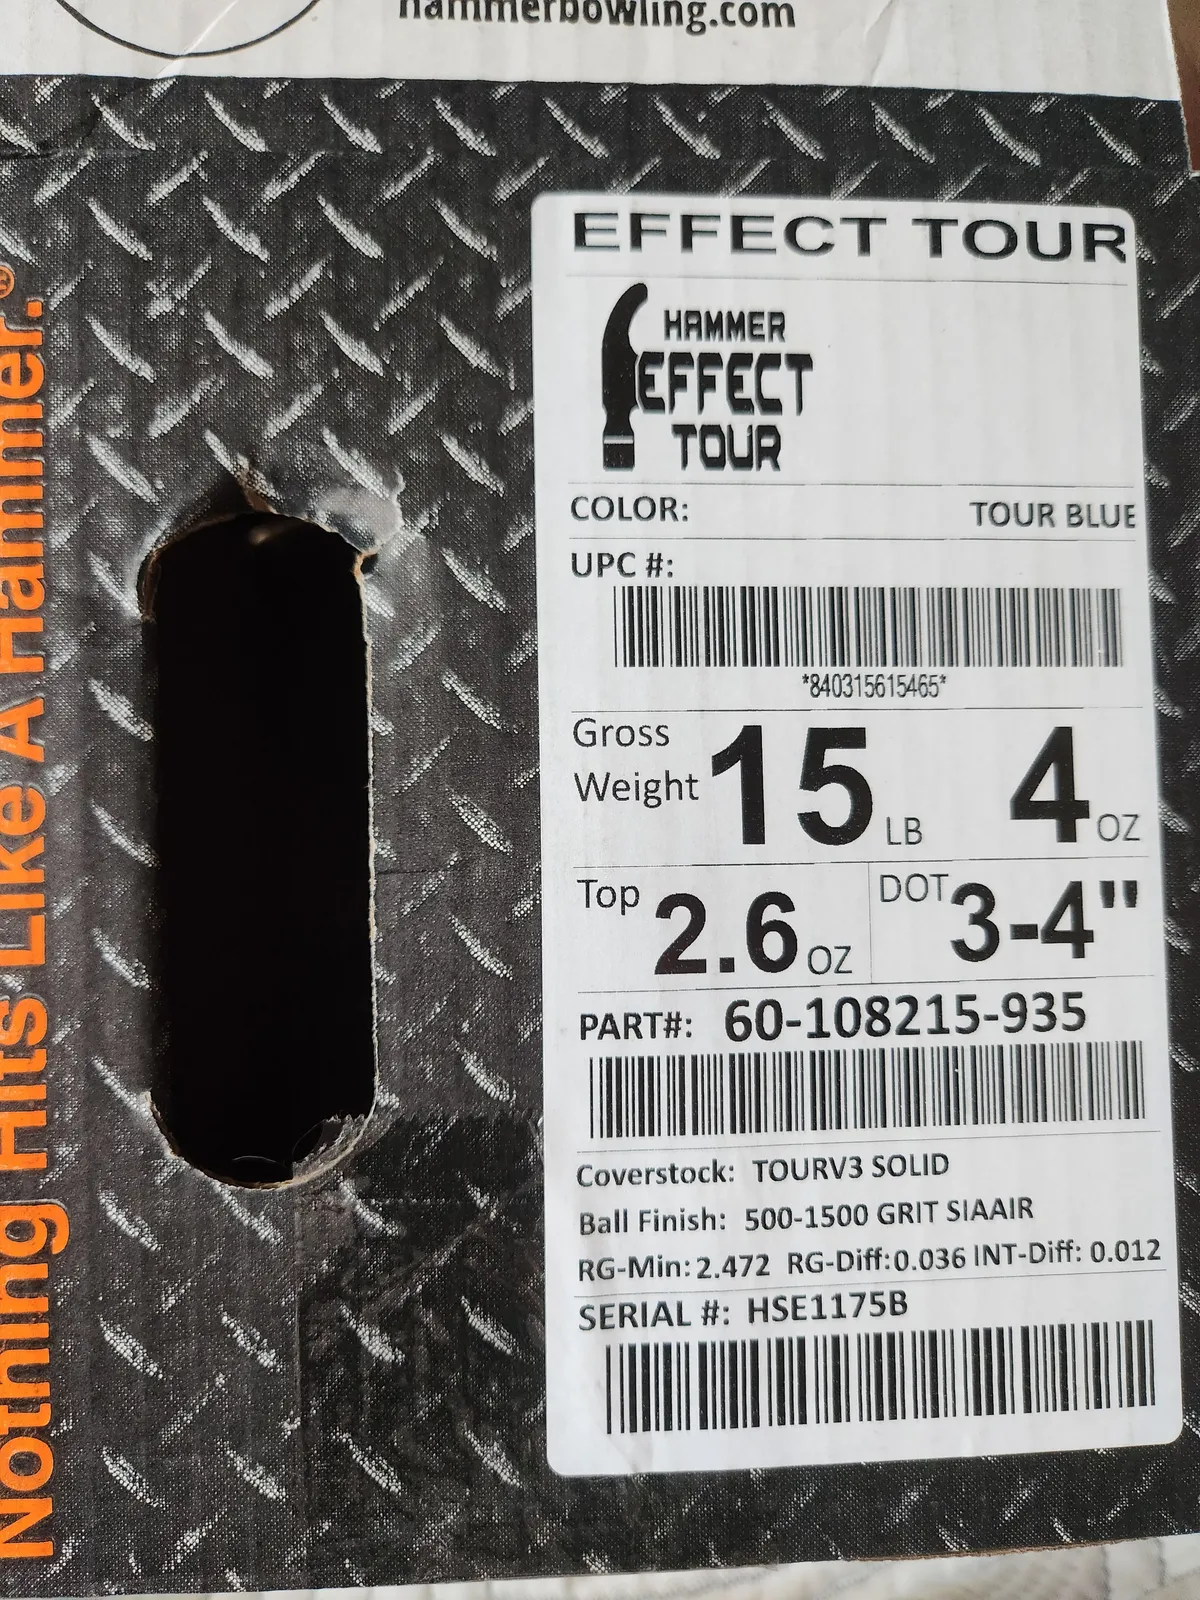 hammerbowling.com
Nothing Hits Like A Hammer.®
EFFECT TOUR
HAMMER
EFFECT
TOUR
COLOR: TOUR BLUE
UPC #:
*840315615465*
Gross Weight 15 LB 4 OZ
Top 2.6 OZ DOT 3-4"
PART#: 60-108215-935
Coverstock: TOURV3 SOLID
Ball Finish: 500-1500 GRIT SIAAIR
RG-Min: 2.472 RG-Diff: 0.036 INT-Diff: 0.012
SERIAL #: HSE1175B